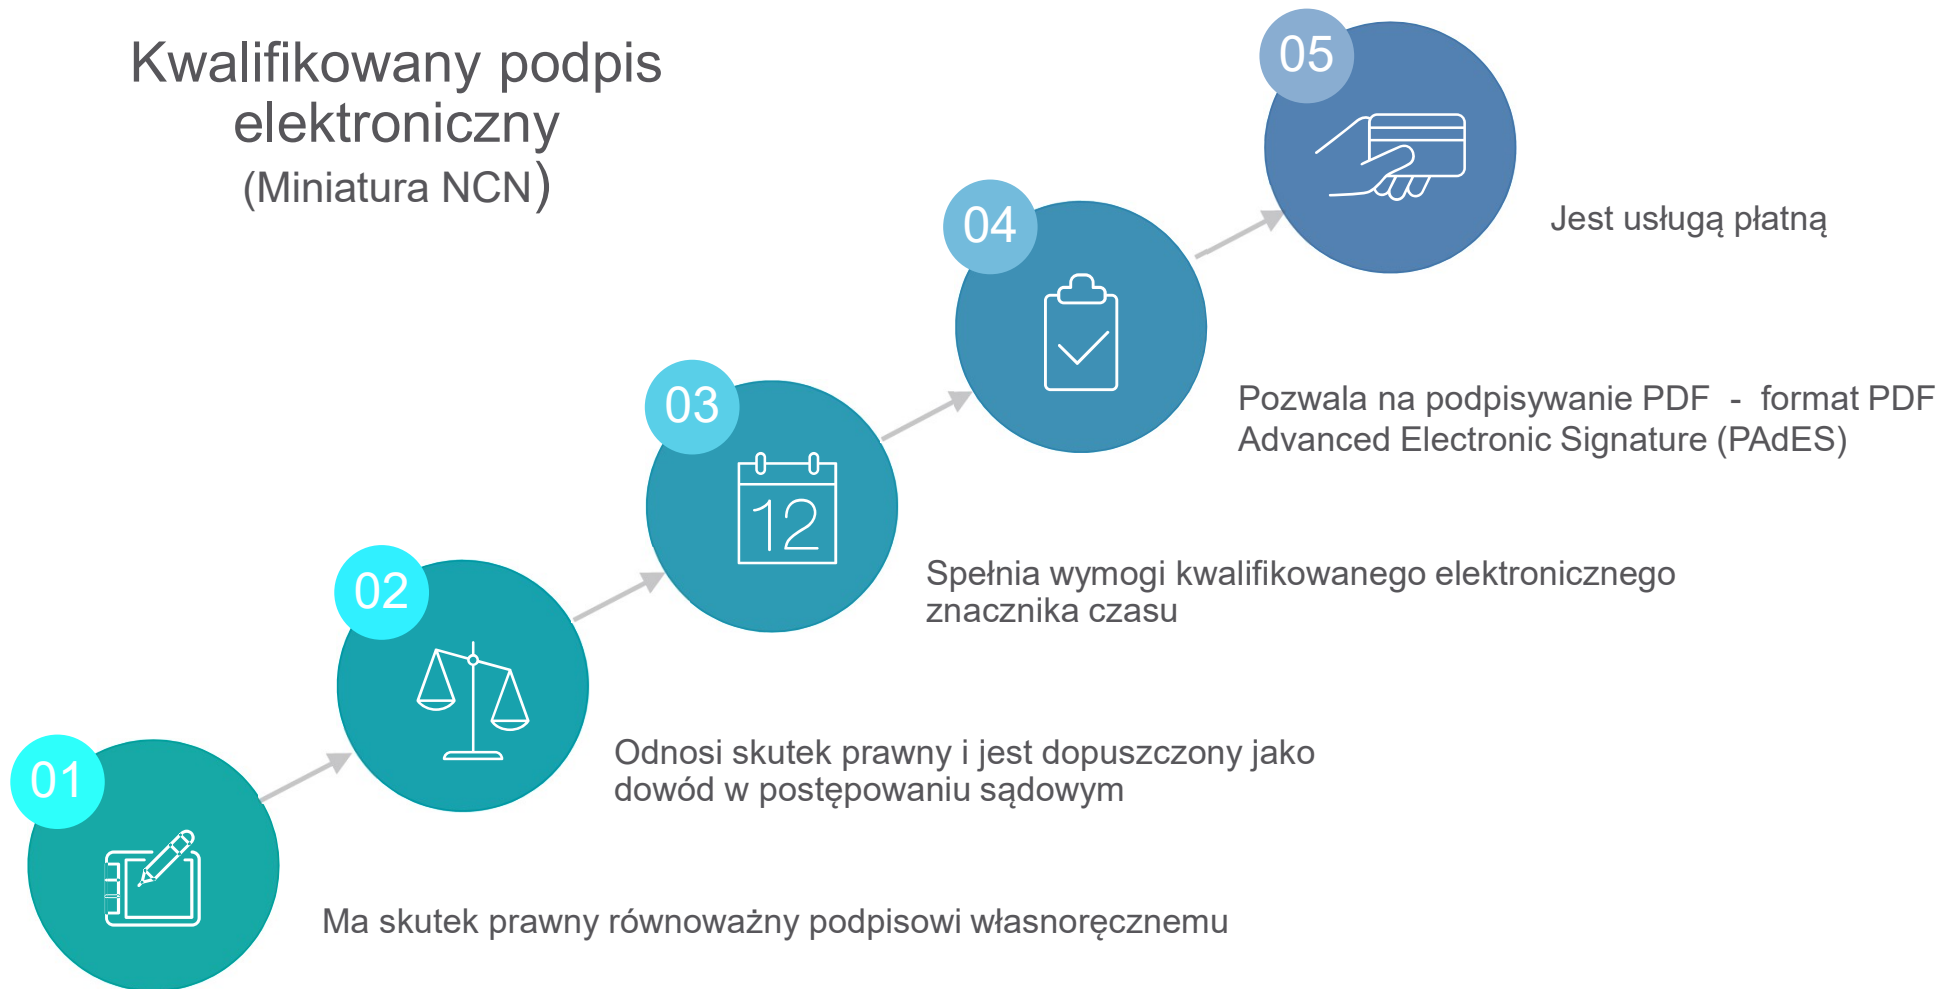 Kwalifikowany podpis
elektroniczny
(Miniatura NCN)
05
Jest usługą płatną
04
Pozwala na podpisywanie PDF - format PDF
Advanced Electronic Signature (PAdES)
03
12
Spełnia wymogi kwalifikowanego elektronicznego
znacznika czasu
02
Odnosi skutek prawny i jest dopuszczony jako
dowód w postępowaniu sądowym
01
Ma skutek prawny równoważny podpisowi własnoręcznemu